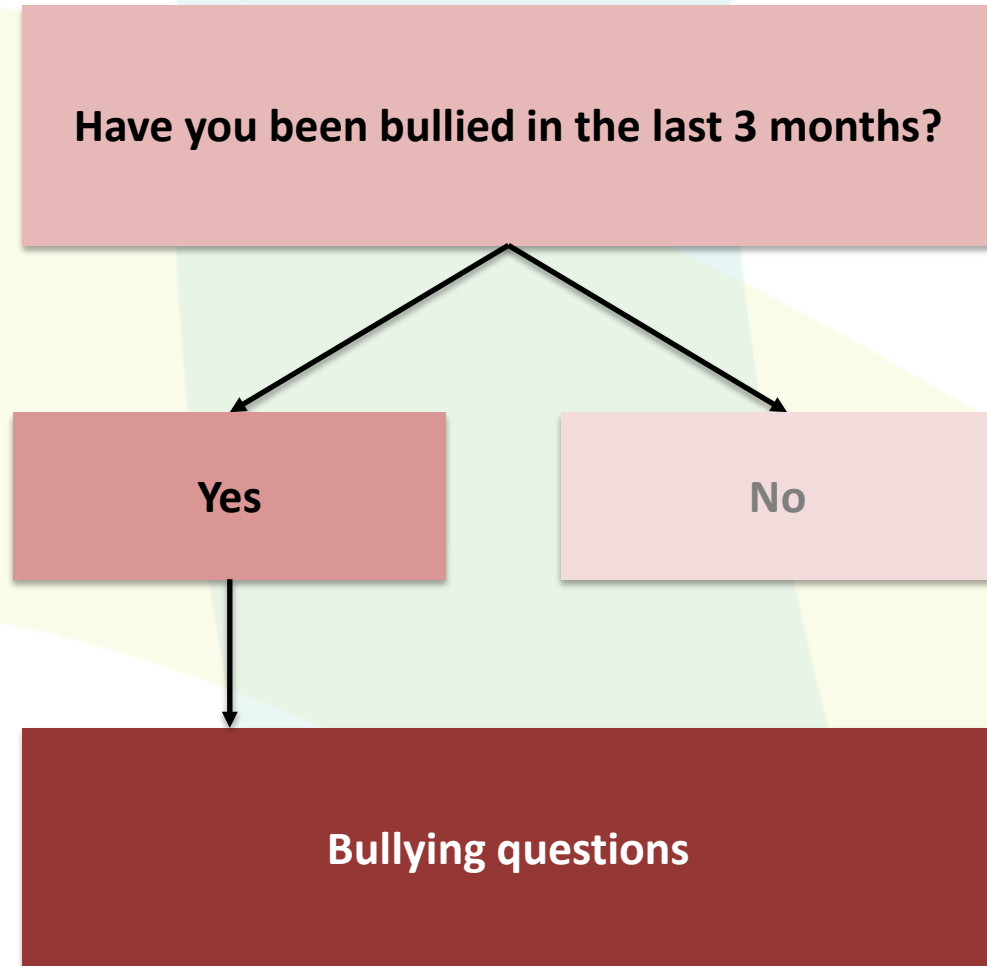 Have you been bullied in the last 3 months?
Yes
No
Bullying questions